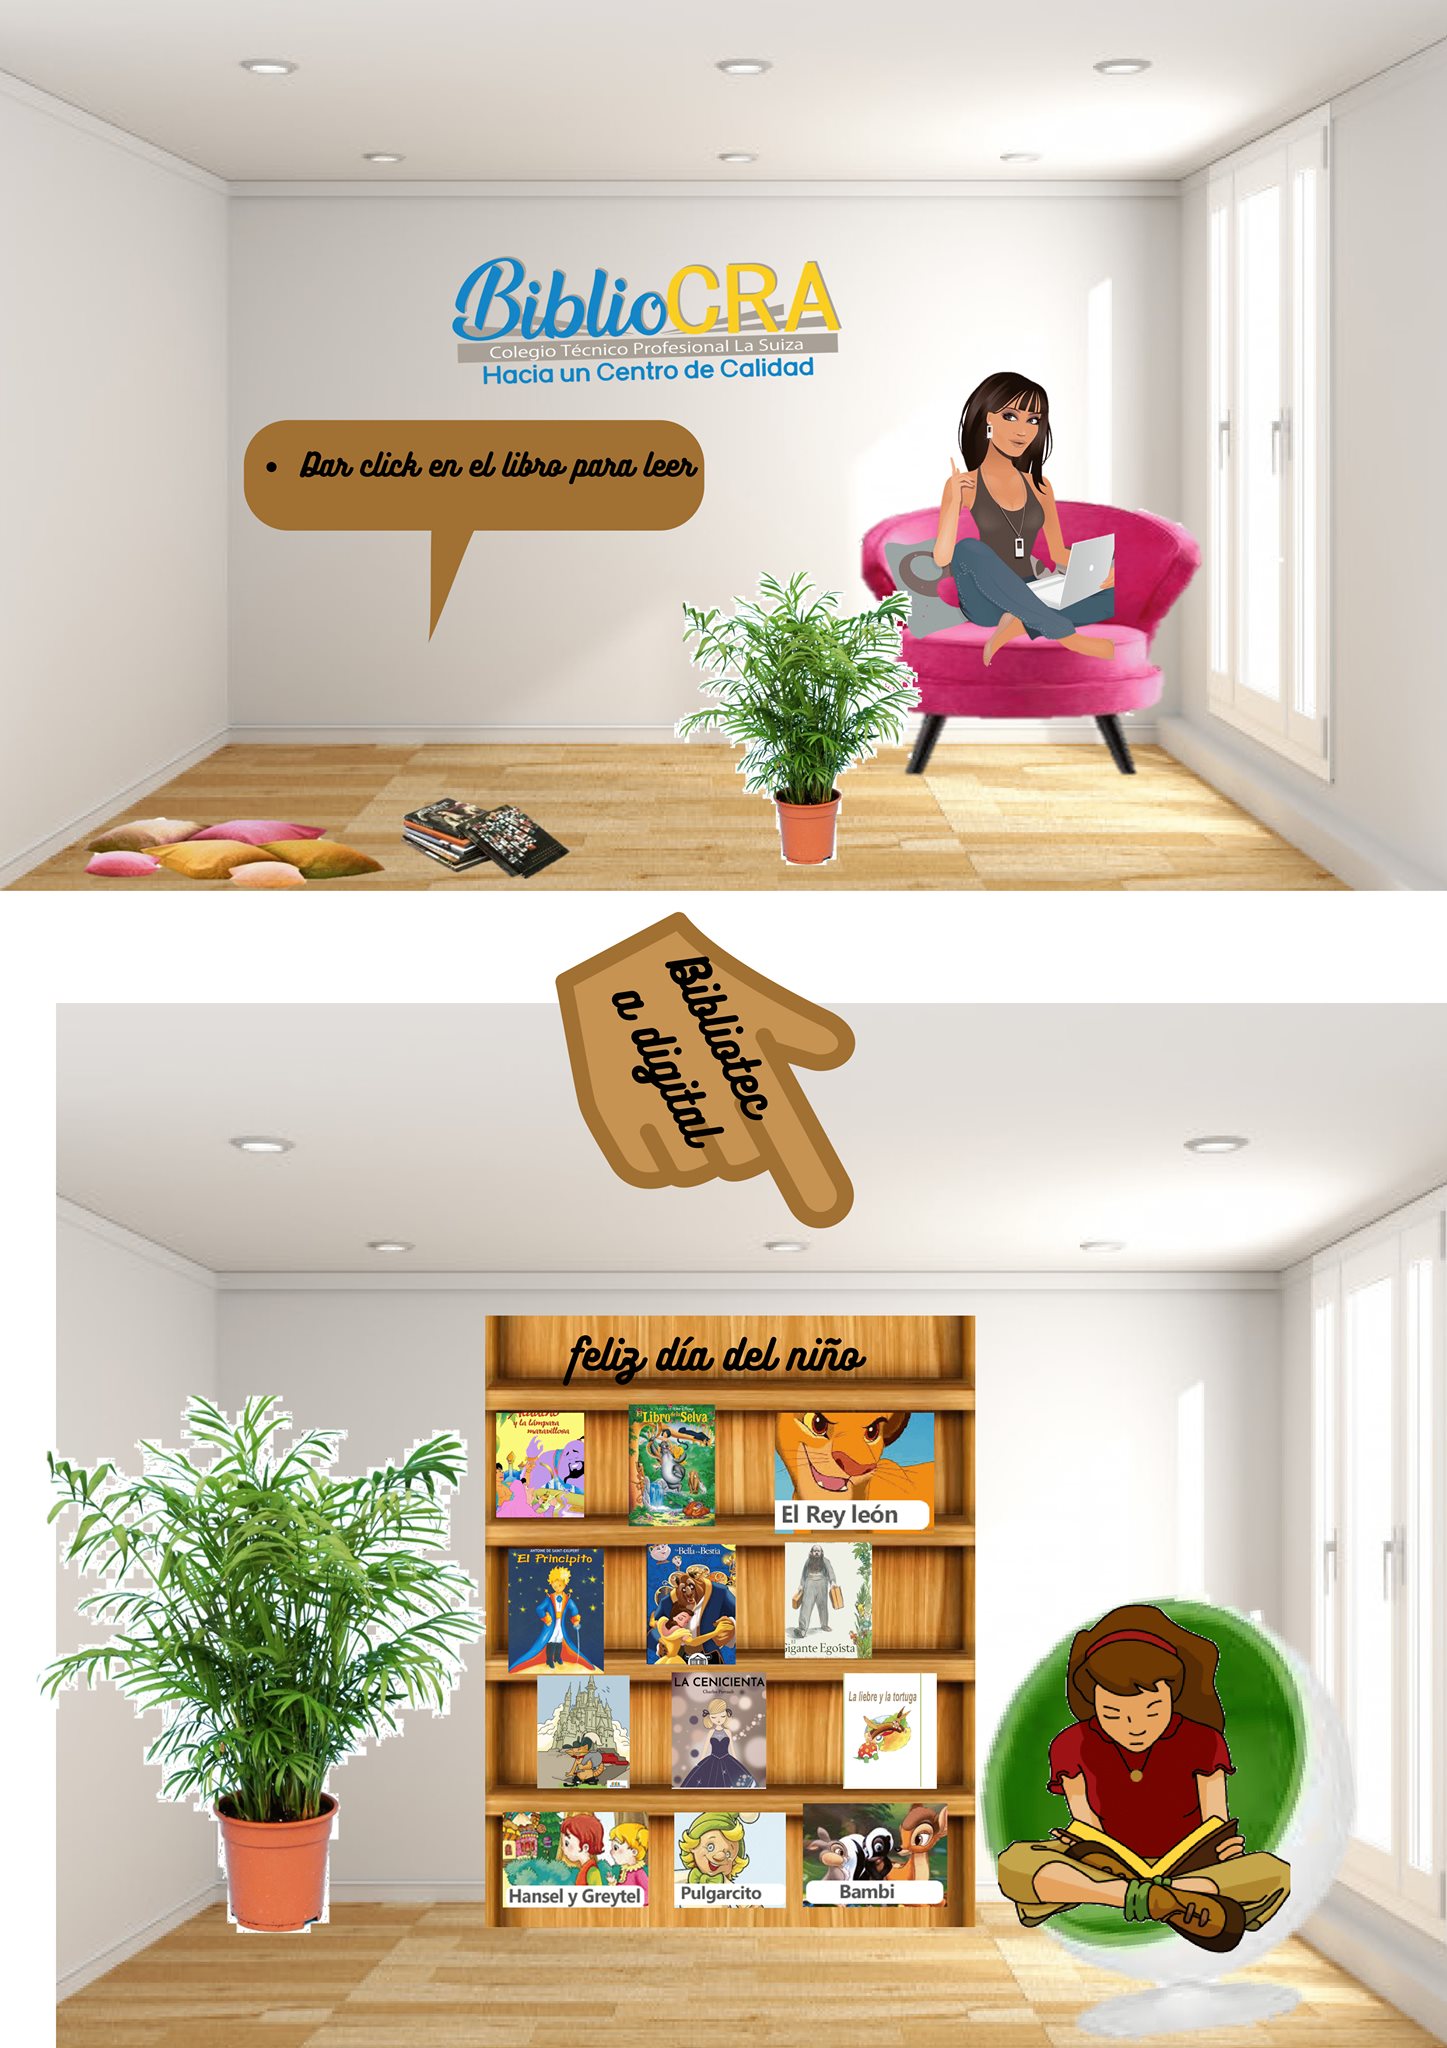 BiblioCRA
Colegio Técnico Profesional La Suiza
Hacia un Centro de Calidad
• Dar click en el libro para leer
Bibliotec
a digital
feliz día del niño
y la lámpara
maravillosa
El Libro de la Selva
El Rey león
ANTOINE DE SAINT-EXUPÉRY
El Principito
La Bella y la Bestia
El
Gigante Egoísta
LA CENICIENTA
Charles Perrault
La liebre y la tortuga
Hansel y Greytel
Pulgarcito
Bambi